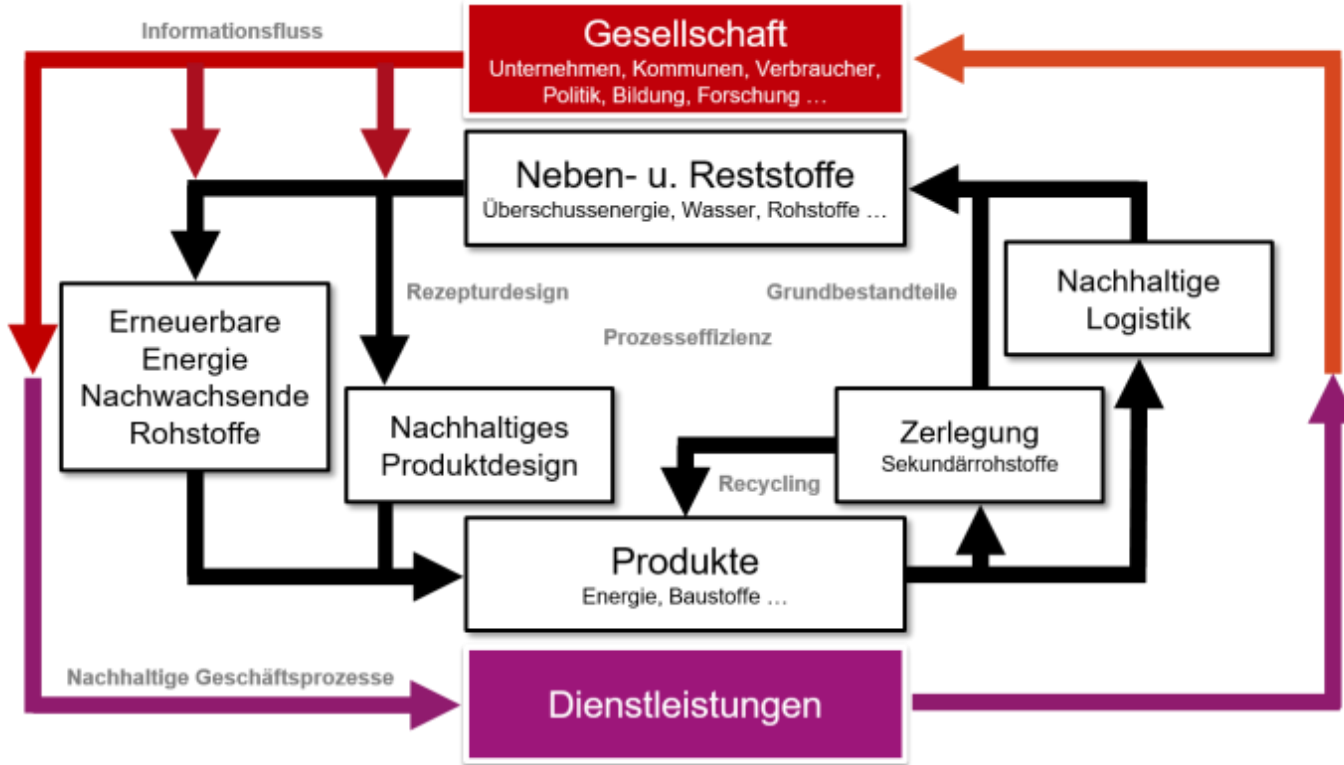 Informationsfluss
Gesellschaft
Unternehmen, Kommunen, Verbraucher,
Politik, Bildung, Forschung ...
Neben- u. Reststoffe
Überschussenergie, Wasser, Rohstoffe ...
Rezepturdesign
Grundbestandteile
Prozesseffizienz
Nachhaltige
Logistik
Erneuerbare
Energie
Nachwachsende
Rohstoffe
Nachhaltiges
Produktdesign
Zerlegung
Sekundärrohstoffe
Recycling
Produkte
Energie, Baustoffe ...
Nachhaltige Geschäftsprozesse
Dienstleistungen